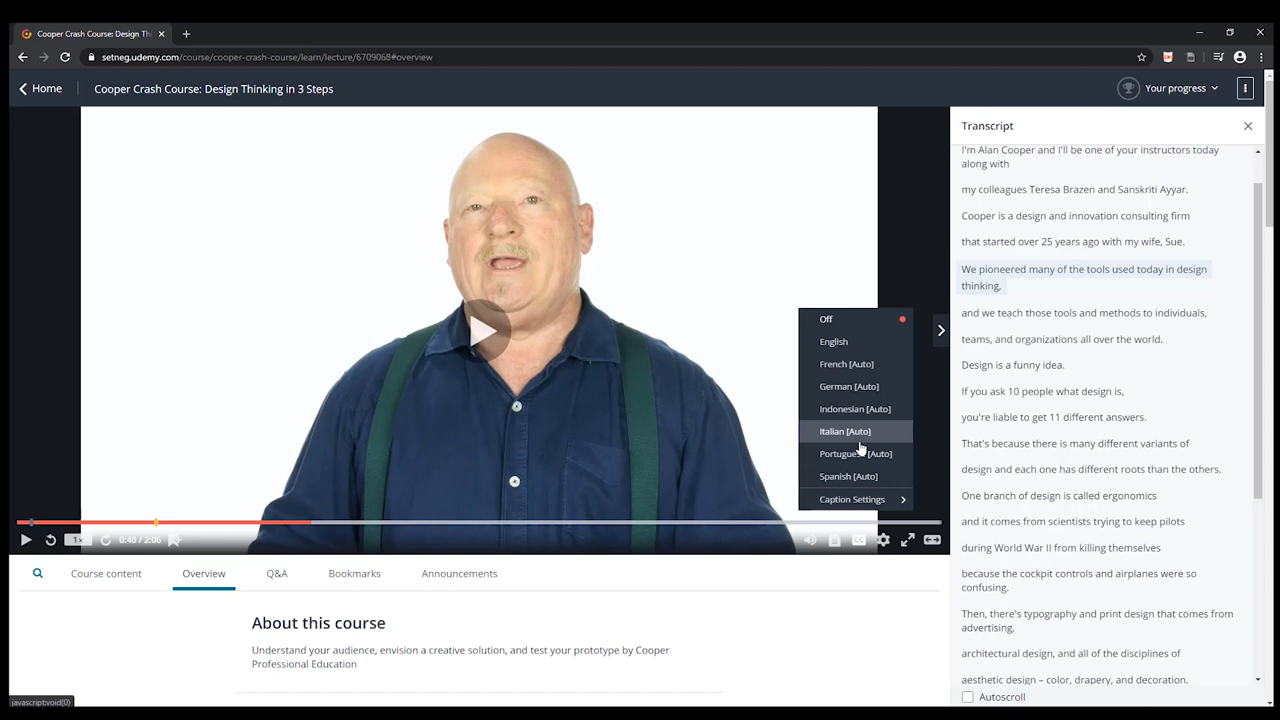 Cooper Crash Course: Design Thi
setneg.udemy.com/course/cooper-crash-course/learn/lecture/6709068#overview
Home
Cooper Crash Course: Design Thinking in 3 Steps
Your progress
Off
English
French [Auto]
German [Auto]
Indonesian [Auto]
Italian [Auto]
[Auto]
Spanish [Auto]
Caption Settings
1x
0:40 / 2:06
CC
Course content
Overview
Q&A
Bookmarks
Announcements
About this course
Understand your audience, envision a creative solution, and test your prototype by Cooper
Professional Education
Transcript
I'm Alan Cooper and I'll be one of your instructors today
along with
my colleagues Teresa Brazen and Sanskriti Ayyar.
Cooper is a design and innovation consulting firm
that started over 25 years ago with my wife, Sue.
We pioneered many of the tools used today in design
thinking,
and we teach those tools and methods to individuals,
teams, and organizations all over the world.
Design is a funny idea.
If you ask 10 people what design is,
you're liable to get 11 different answers.
That's because there is many different variants of
design and each one has different roots than the others.
One branch of design is called ergonomics
and it comes from scientists trying to keep pilots
during World War II from killing themselves
because the cockpit controls and airplanes were so
confusing.
Then, there's typography and print design that comes from
advertising,
architectural design, and all of the disciplines of
aesthetic design – color, drapery, and decoration.
Autoscroll
javascript:void(0)